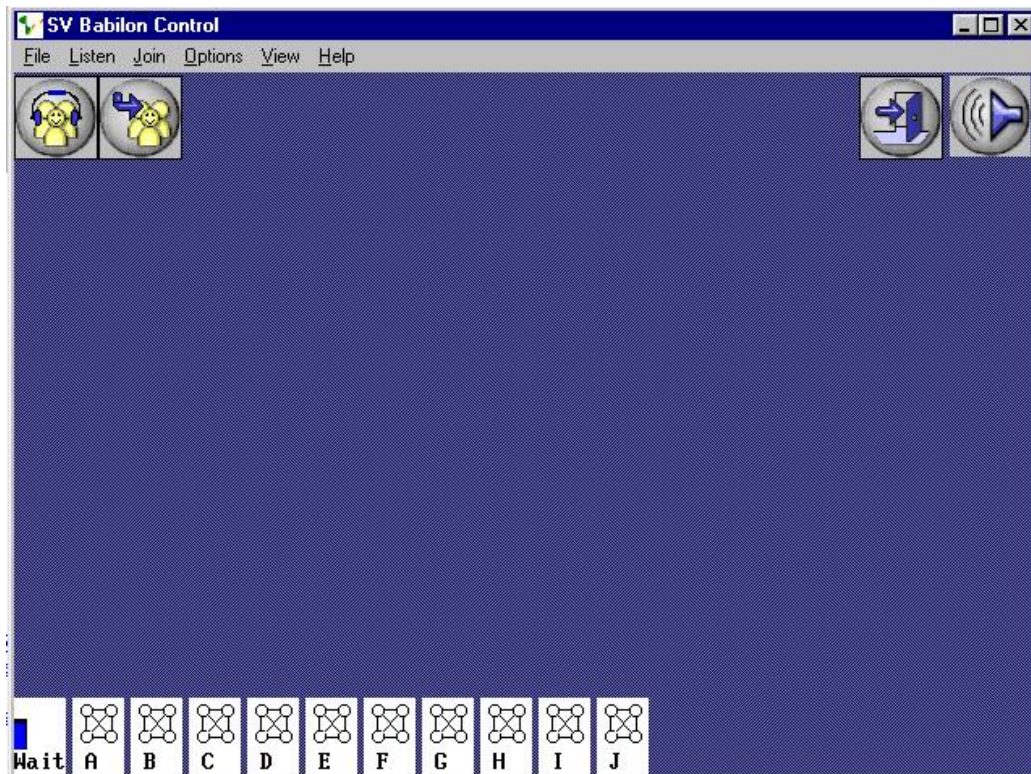 SV Babilon Control
File Listen Join Options View Help
Wait A B C D E F G H I J